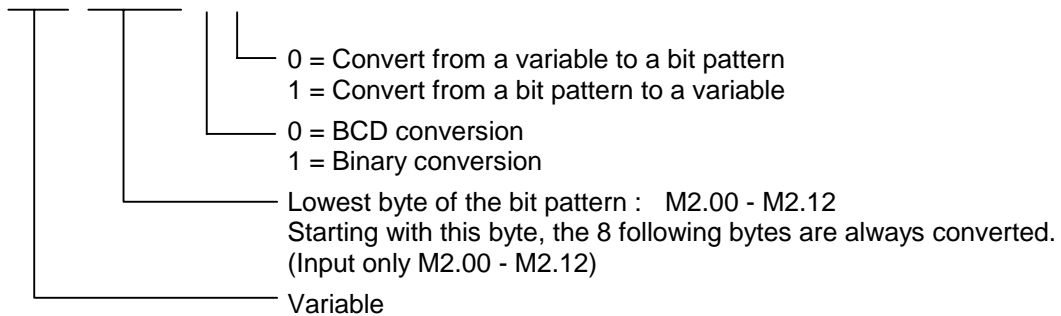 0 = Convert from a variable to a bit pattern
1 = Convert from a bit pattern to a variable
0 = BCD conversion
1 = Binary conversion
Lowest byte of the bit pattern : M2.00 - M2.12
Starting with this byte, the 8 following bytes are always converted.
(Input only M2.00 - M2.12)
Variable